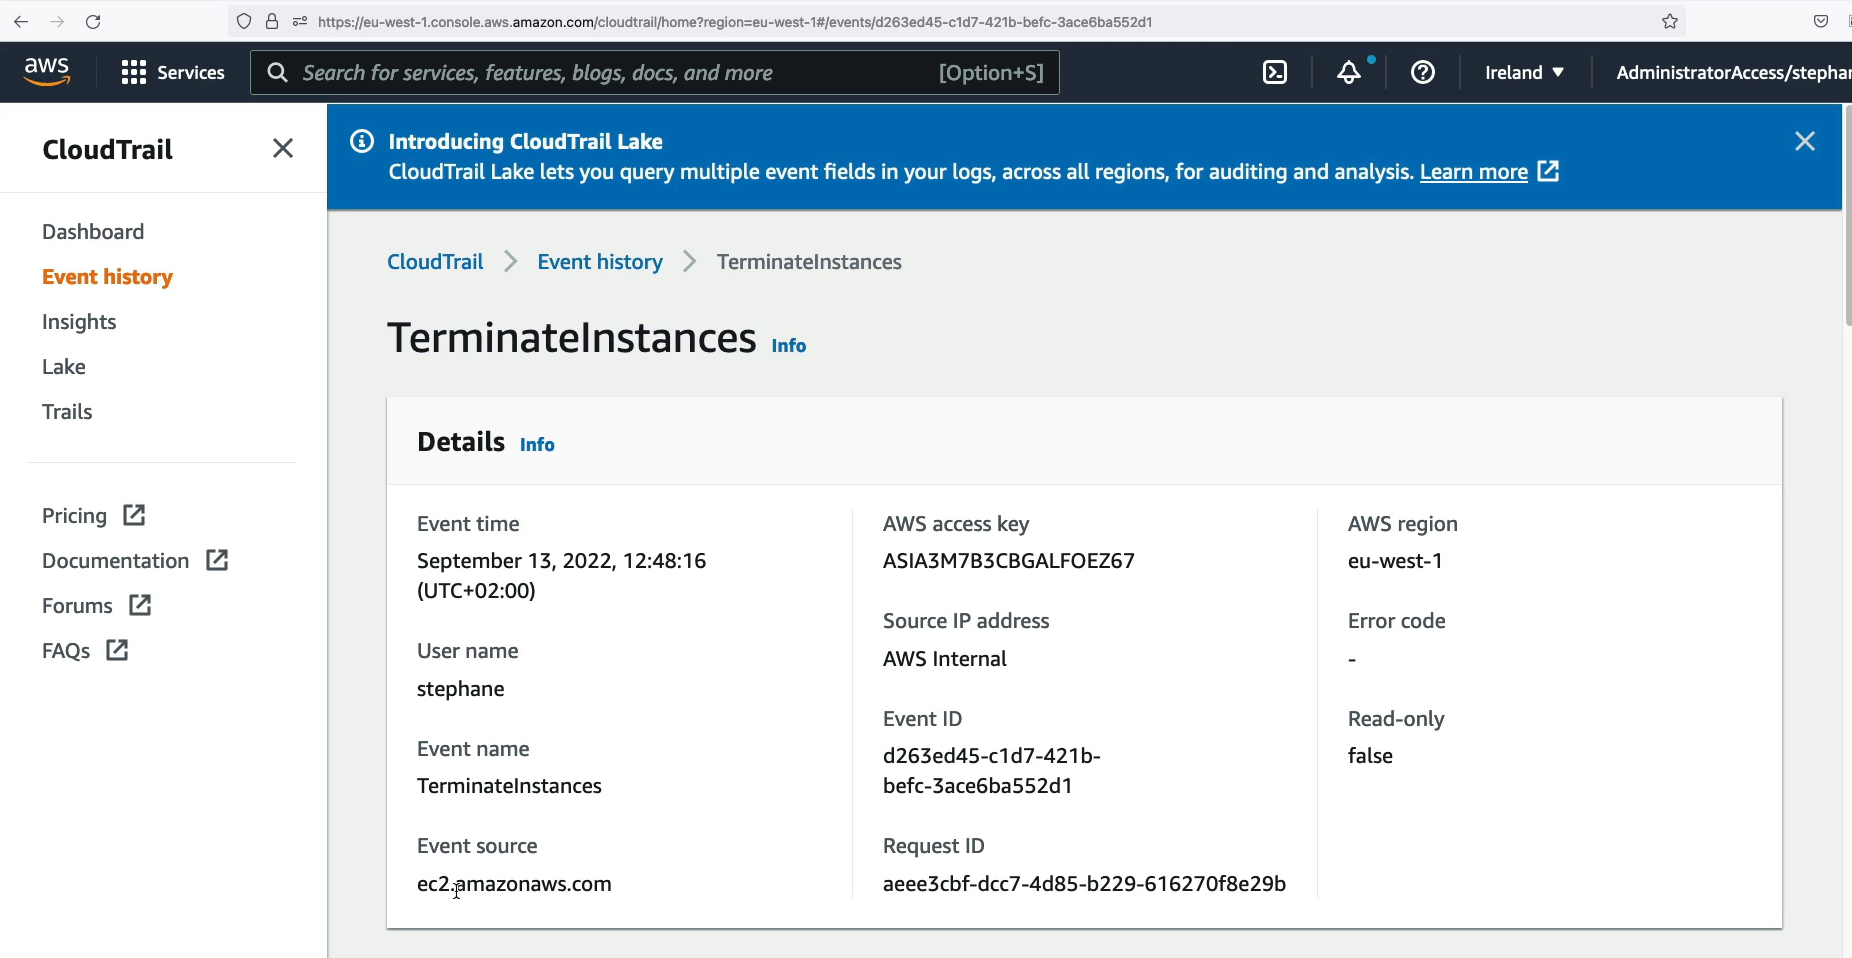 https://eu-west-1.console.aws.amazon.com/cloudtrail/home?region=eu-west-1#/events/d263ed45-c1d7-421b-befc-3ace6ba552d1
aws
Services
Search for services, features, blogs, docs, and more
[Option+S]
Ireland
AdministratorAccess/stephan
CloudTrail
Introducing CloudTrail Lake
CloudTrail Lake lets you query multiple event fields in your logs, across all regions, for auditing and analysis. Learn more
Dashboard
Event history
Insights
Lake
Trails
Pricing
Documentation
Forums
FAQs
CloudTrail > Event history > TerminateInstances
TerminateInstances Info
Details Info
Event time
September 13, 2022, 12:48:16
(UTC+02:00)
User name
stephane
Event name
TerminateInstances
Event source
ec2.amazonaws.com
AWS access key
ASIA3M7B3CBGALFOEZ67
Source IP address
AWS Internal
Event ID
d263ed45-c1d7-421b-
befc-3ace6ba552d1
Request ID
aeee3cbf-dcc7-4d85-b229-616270f8e29b
AWS region
eu-west-1
Error code
-
Read-only
false